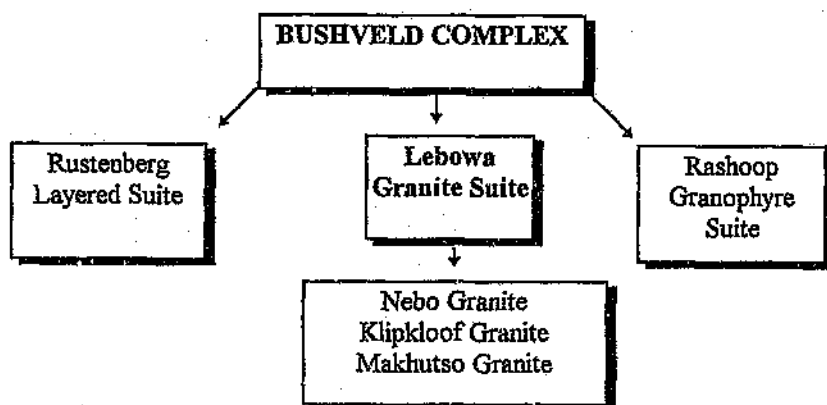 BUSHVELD COMPLEX
Rustenberg
Layered Suite
Lebowa
Granite Suite
Rashoop
Granophyre
Suite
Nebo Granite
Klipkloof Granite
Makhutso Granite